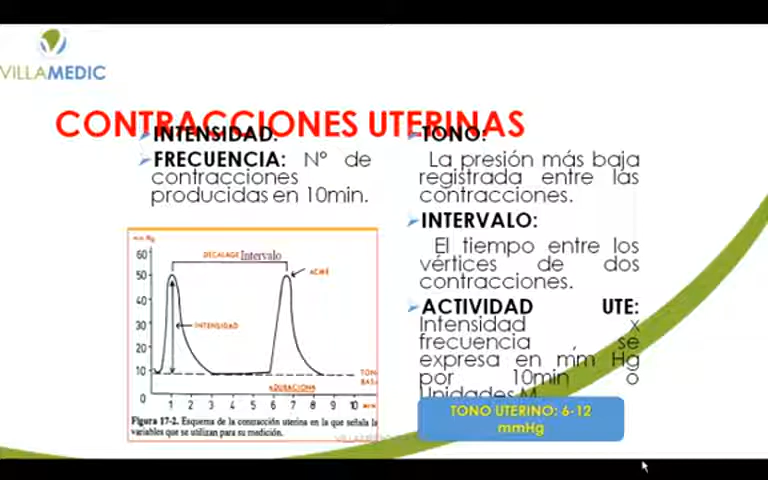 VILLAMEDIC
CONTRACCIONES UTERINAS
INTENSIDAD:
FRECUENCIA: N° de
contracciones
producidas en 10min.
mm Hg
60
50
40
30
20
10
0
DECALAGE Intervalo
ACMÉ
INTENSIDAD
TONO
DURACION
1 2 3 4 5 6 7 8 9 10
Figura 17-2. Esquema de la contracción uterina en la que señala la
variables que se utilizan para su medición.
TONO:
La presión más baja
registrada entre las
contracciones.
INTERVALO:
El tiempo entre los
vértices de dos
contracciones.
ACTIVIDAD UTE:
Intensidad x
frecuencia , se
expresa en mm Hg
por 10min o
Unidades M
TONO UTERINO: 6-12
mmHg